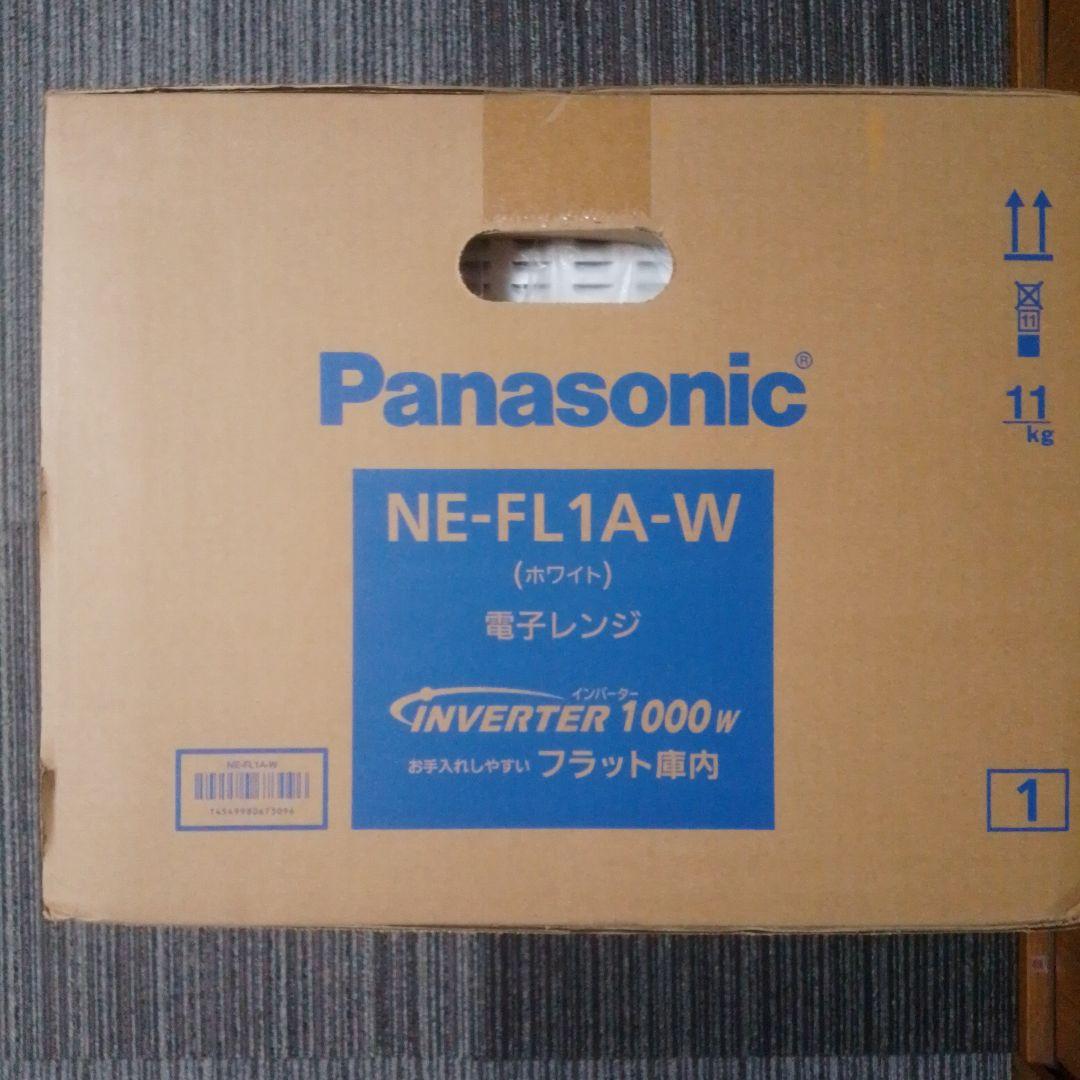 Panasonic®
NE-FL1A-W
(ホワイト)
電子レンジ
インバーター
INVERTER 1000W
お手入れしやすい フラット庫内
NE-FL1A-W
11
11
kg
1